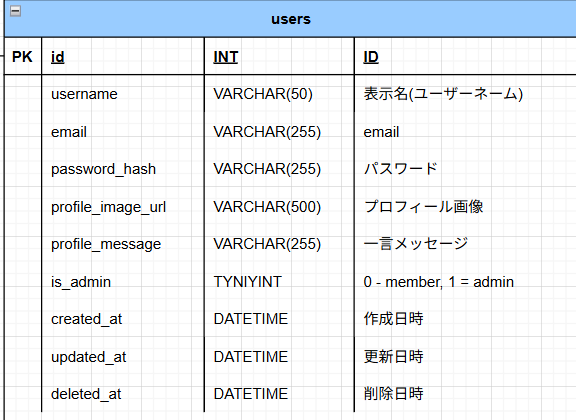 users
PK id INT ID
username VARCHAR(50) 表示名(ユーザーネーム)
email VARCHAR(255) email
password_hash VARCHAR(255) パスワード
profile_image_url VARCHAR(500) プロフィール画像
profile_message VARCHAR(255) 一言メッセージ
is_admin TYNIYINT 0 - member, 1 = admin
created_at DATETIME 作成日時
updated_at DATETIME 更新日時
deleted_at DATETIME 削除日時